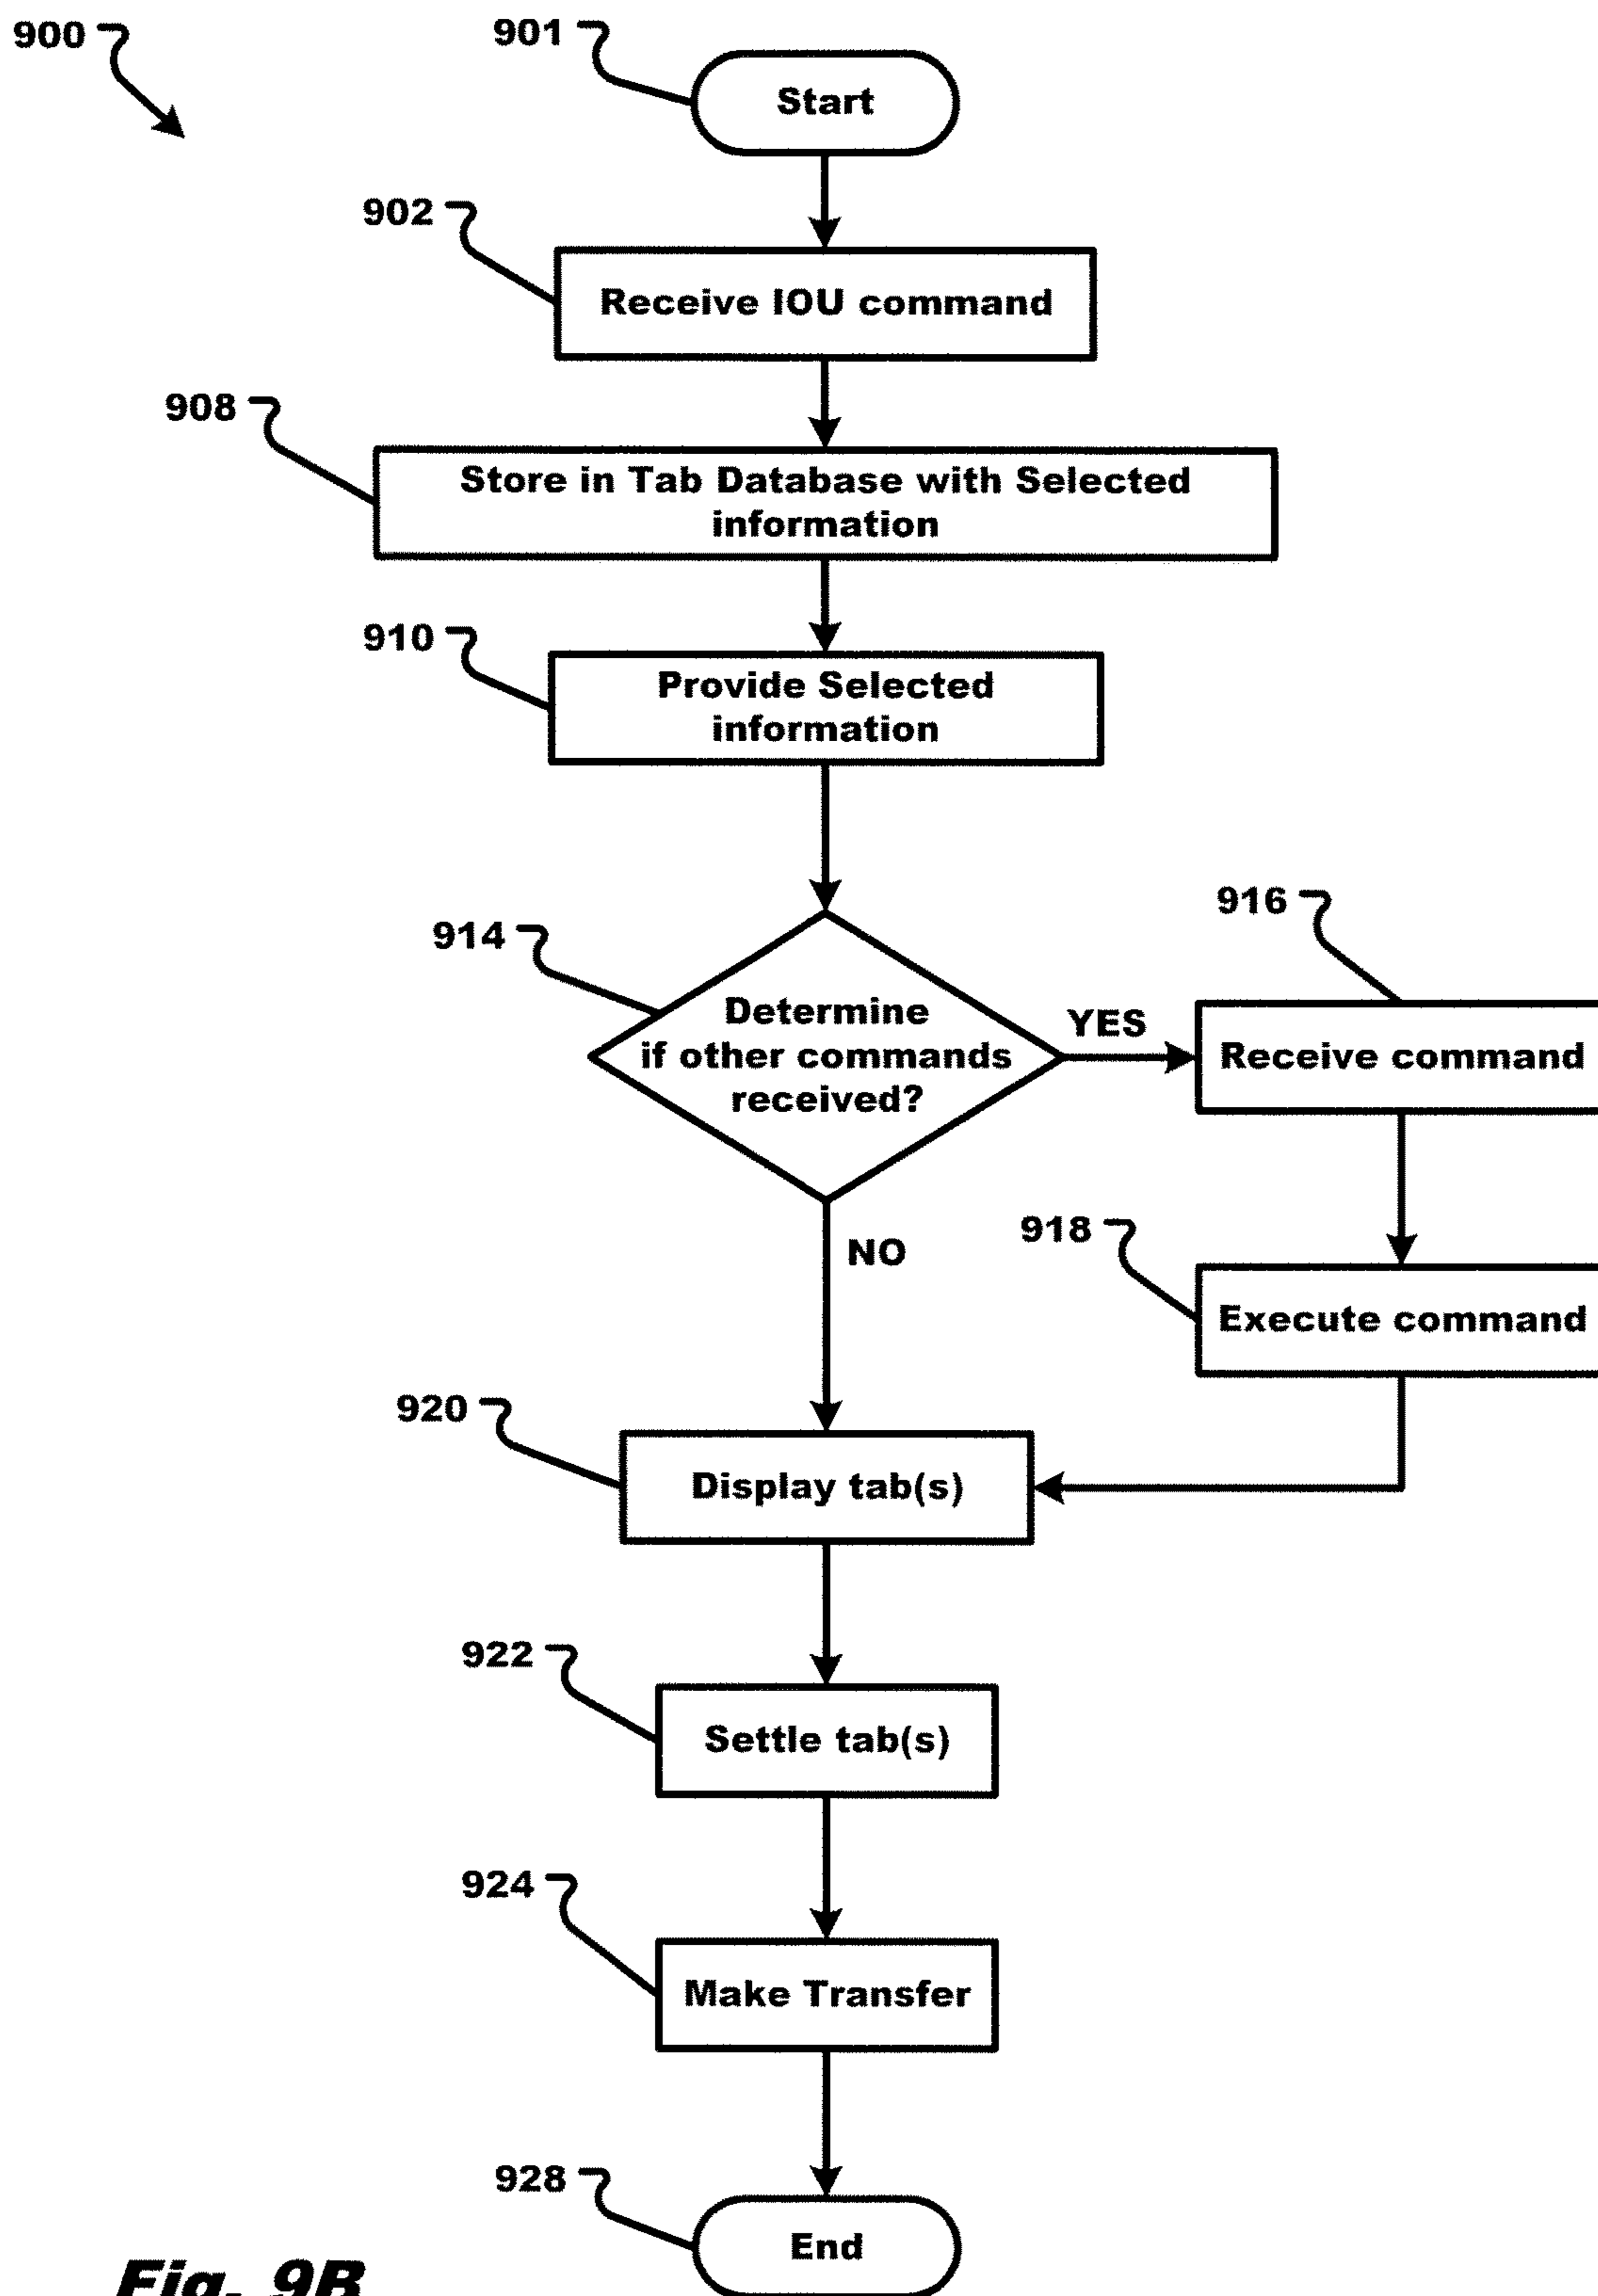 900
901
Start
902
Receive IOU command
908
Store in Tab Database with Selected
information
910
Provide Selected
information
914
Determine
if other commands
received?
YES
916
Receive command
NO
918
Execute command
920
Display tab(s)
922
Settle tab(s)
924
Make Transfer
928
End
Fig. 9B